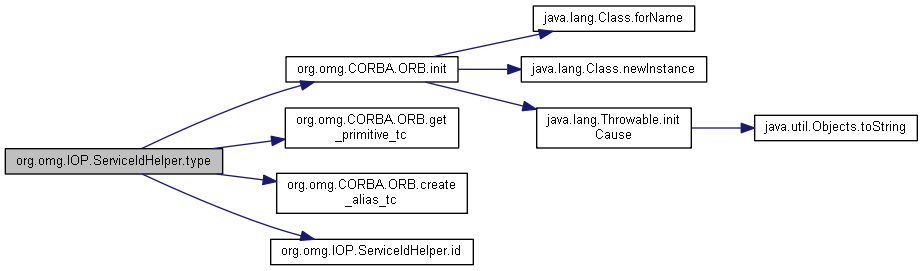 java.lang.Class.forName
org.omg.CORBA.ORB.init
java.lang.Class.newInstance
org.omg.CORBA.ORB.get
_primitive_tc
java.lang.Throwable.init
Cause
java.util.Objects.toString
org.omg.IOP.ServiceIdHelper.type
org.omg.CORBA.ORB.create
_alias_tc
org.omg.IOP.ServiceIdHelper.id